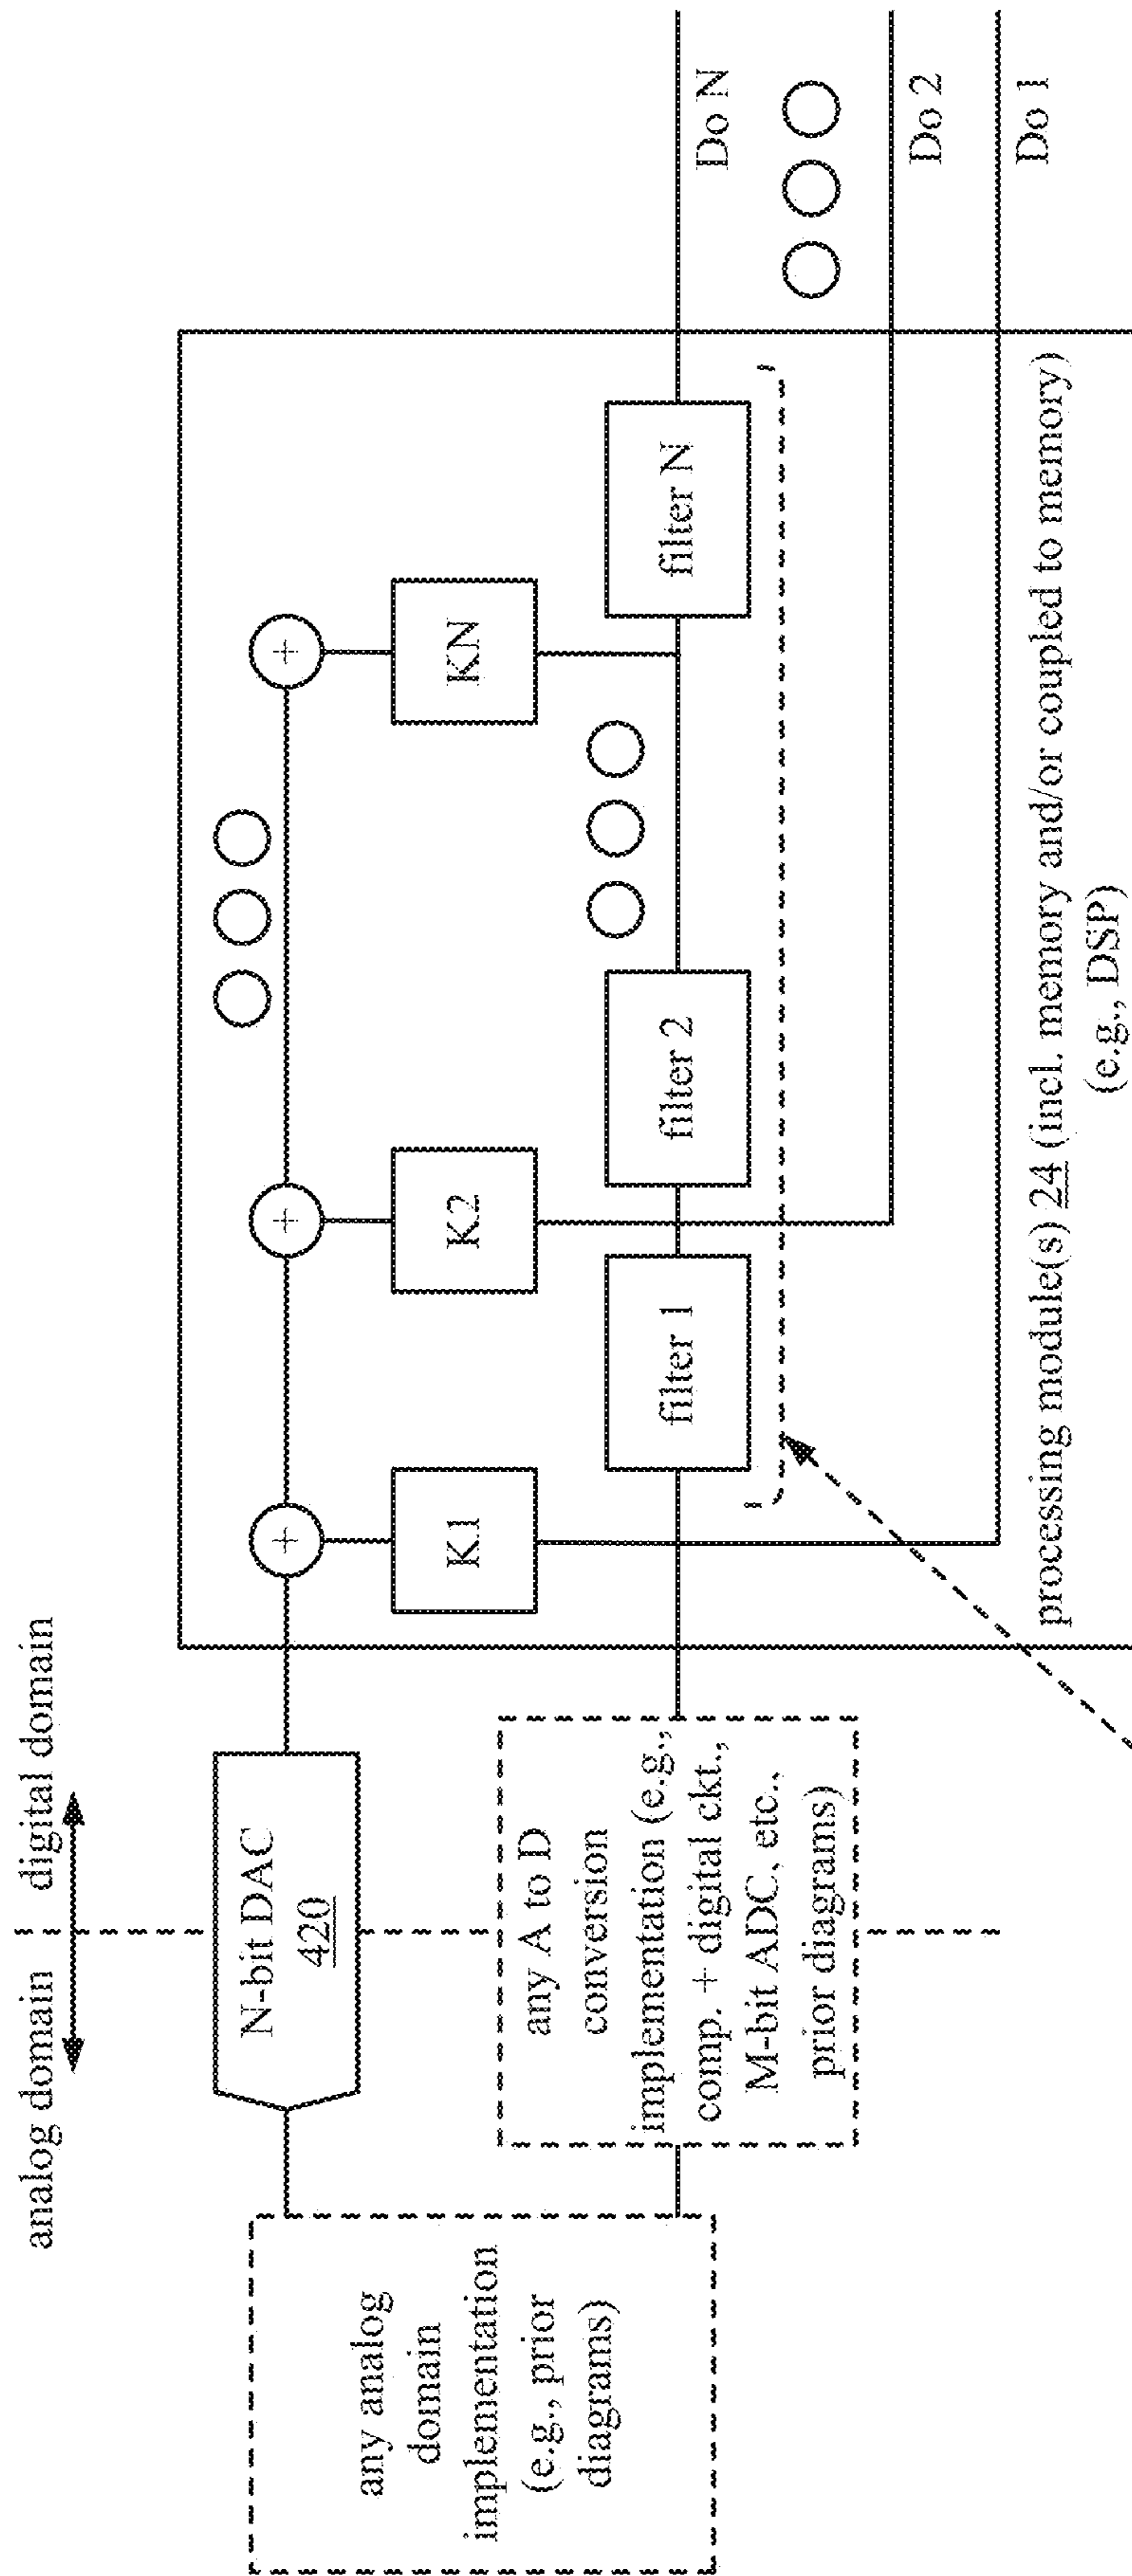 analog domain
digital domain
any analog
domain
implementation
(e.g., prior
diagrams)
N-bit DAC
420
any A to D
conversion
implementation (e.g.,
comp. + digital ckt.,
M-bit ADC, etc.,
prior diagrams)
+
+
+
K1
K2
KN
filter 1
filter 2
filter N
Do N
Do 2
Do 1
processing module(s) 24 (incl. memory and/or coupled to memory)
(e.g., DSP)